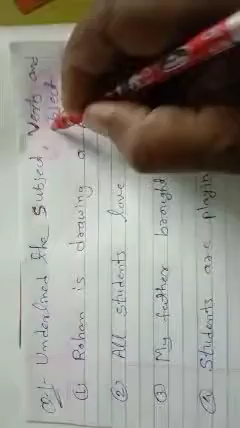 Q.1- Underlined the Subject, Verb and
object
① Rohan is drawing a
② All students love
③ My father brought
④ Students are playin